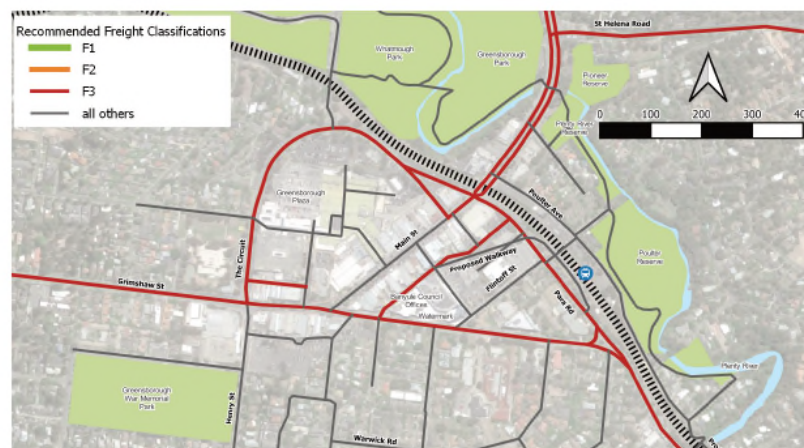 Recommended Freight Classifications
F1
F2
F3
all others
St Helena Road
Whatmough
Park
Greensborough
Park
Pioneer
Reserve
0 100 200 300 40
Plenty River
Reserve
Greensborough
Plaza
Poulter Ave
Main St
The Circuit
Proposed Walkway
Poulter
Reserve
Flintoff St
Grimshaw St
Banyule Council
Offices
Watermark
Para Rd
Plenty River
Greensborough
War Memorial
Park
Henry St
Warwick Rd